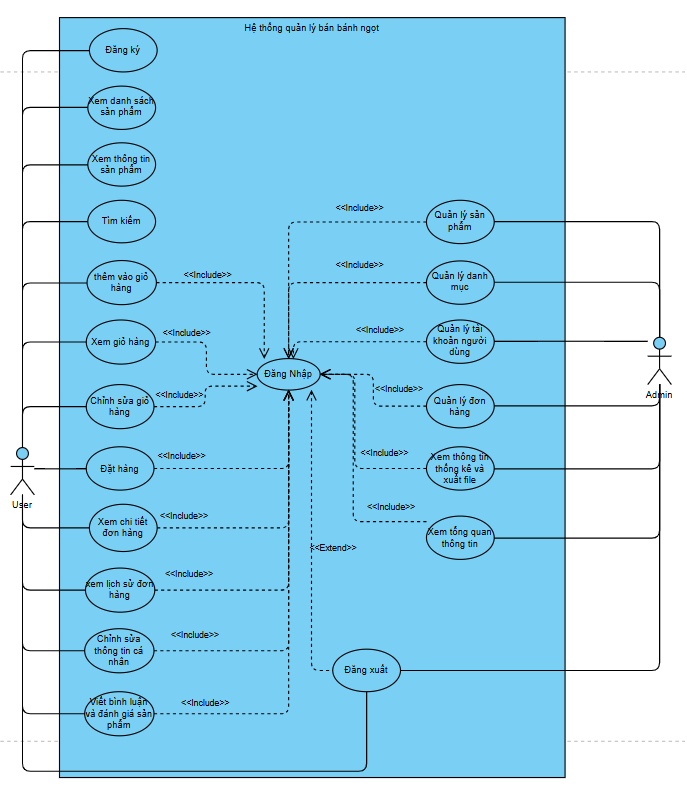 Hệ thống quản lý bán bánh ngọt
Đăng ký
Xem danh sách
sản phẩm
Xem thông tin
sản phẩm
Tìm kiếm
thêm vào giỏ
hàng
<<Include>>
Xem giỏ hàng
<<Include>>
Chỉnh sửa giỏ
hàng
<<Include>>
Đặt hàng
<<Include>>
Xem chi tiết
đơn hàng
<<Include>>
xem lịch sử đơn
hàng
<<Include>>
Chỉnh sửa
thông tin cá
nhân
<<Include>>
Viết bình luận
và đánh giá sản
phẩm
<<Include>>
User
Đăng Nhập
<<Include>>
Quản lý sản
phẩm
<<Include>>
Quản lý danh
mục
<<Include>>
Quản lý tài
khoản người
dùng
<<Include>>
Quản lý đơn
hàng
<<Include>>
Xem thông tin
thống kê và
xuất file
<<Include>>
Xem tổng quan
thông tin
<<Extend>>
Đăng xuất
Admin